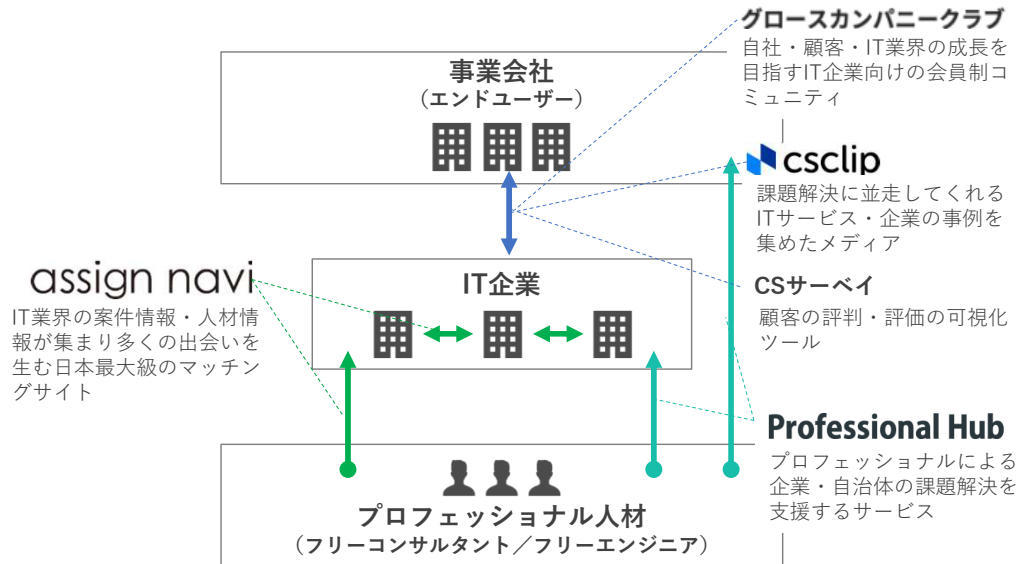 グロースカンパニークラブ
自社・顧客・IT業界の成長を
目指すIT企業向けの会員制コ
ミュニティ
事業会社
（エンドユーザー）
csclip
課題解決に並走してくれる
ITサービス・企業の事例を
集めたメディア
assign navi
IT業界の案件情報・人材情
報が集まり多くの出会いを
生む日本最大級のマッチン
グサイト
IT企業
CSサーベイ
顧客の評判・評価の可視化
ツール
Professional Hub
プロフェッショナルによる
企業・自治体の課題解決を
支援するサービス
プロフェッショナル人材
（フリーコンサルタント／フリーエンジニア）